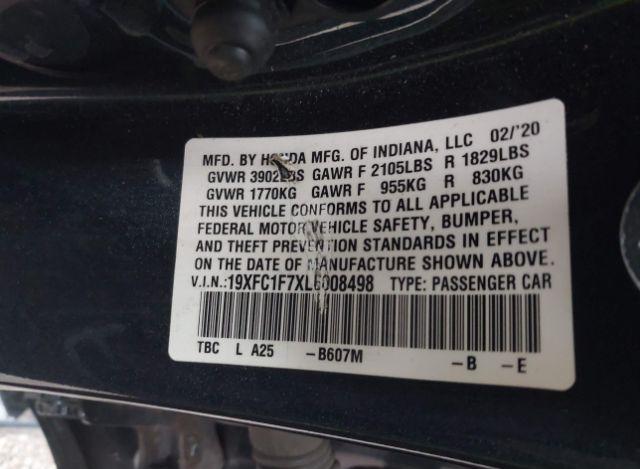 MFD. BY HONDA MFG. OF INDIANA, LLC 02/'20
GVWR 3902LBS GAWR F 2105LBS R 1829LBS
GVWR 1770KG GAWR F 955KG R 830KG
THIS VEHICLE CONFORMS TO ALL APPLICABLE
FEDERAL MOTOR VEHICLE SAFETY, BUMPER,
AND THEFT PREVENTION STANDARDS IN EFFECT
ON THE DATE OF MANUFACTURE SHOWN ABOVE.
V.I.N.:19XFC1F7XLE008498 TYPE: PASSENGER CAR
TBC L A25 -B607M -B -E